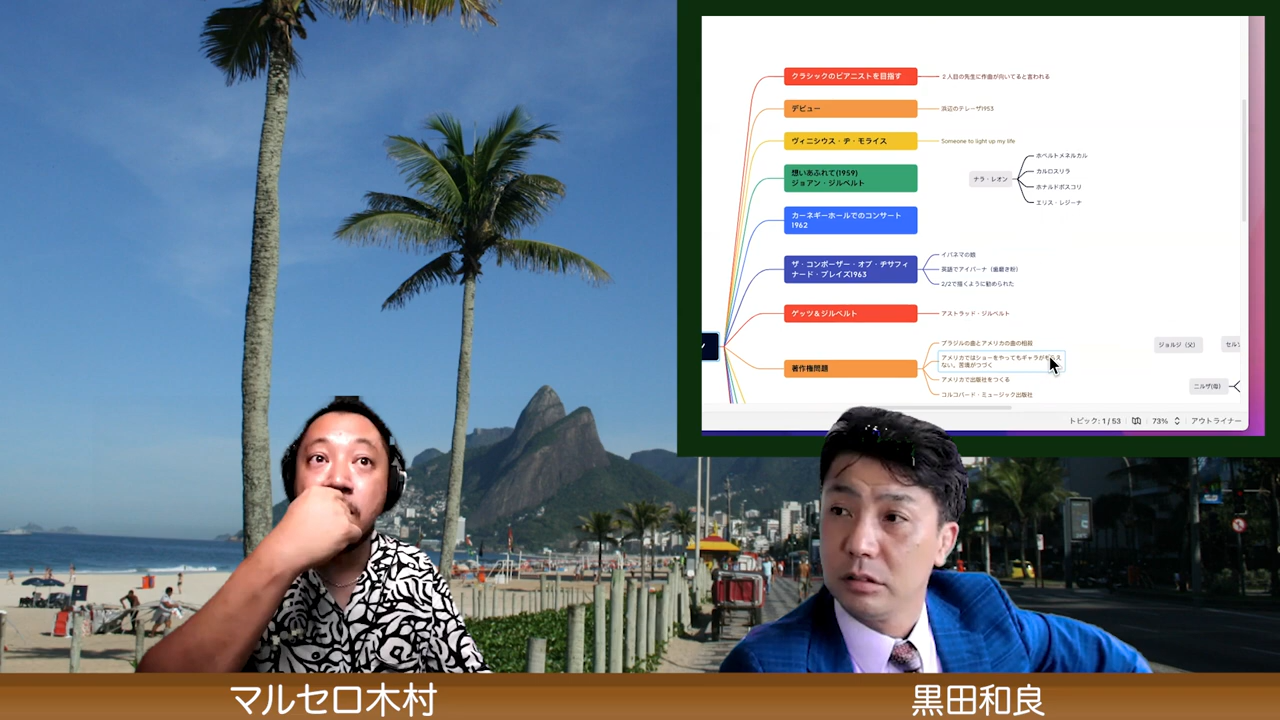 クラシックのピアニストを目指す
２人目の先生に作曲が向いてると言われる
デビュー
浜辺のテレーザ1953
ヴィニシウス・ヂ・モライス
Someone to light up my life
想いあふれて(1959)
ジョアン・ジルベルト
ナラ・レオン
ホベルトメネルカル
カルロスリラ
ホナルドボスコリ
エリス・レジーナ
カーネギーホールでのコンサート
1962
ザ・コンポーザー・オブ・デサフィ
ナード・プレイズ1963
イパネマの娘
英語でアイパーナ（歯磨き粉）
2/2で描くように勧められた
ゲッツ＆ジルベルト
アストラッド・ジルベルト
著作権問題
ブラジルの曲とアメリカの曲の相殺
アメリカではショーをやってもギャラがもらえ
ない。苦境がつづく
アメリカで出版社をつくる
コルコバード・ミュージック出版社
ジョルジ（父）
セル
ニルザ(母)
トピック: 1 / 53
73%
アウトライナー
マルセロ木村
黒田和良